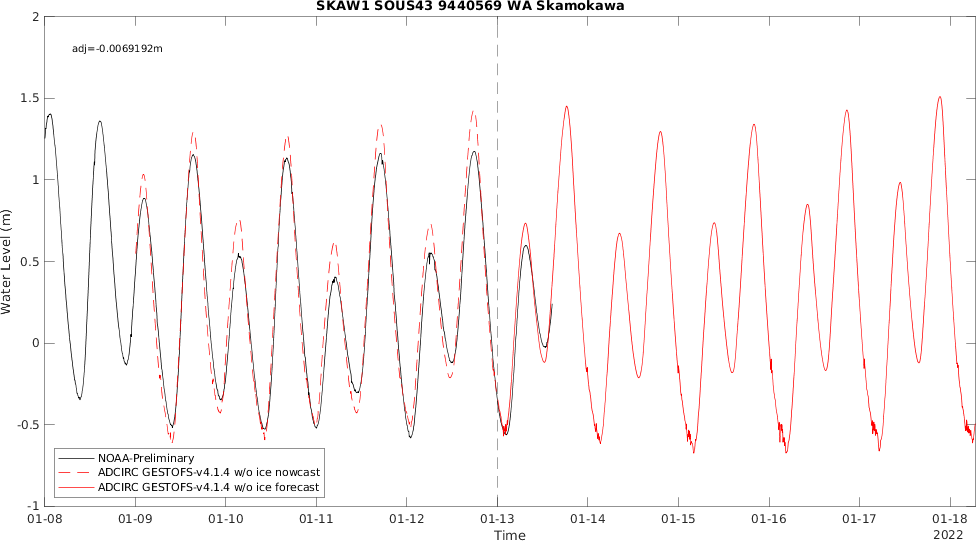 SKAW1 SOUS43 9440569 WA Skamokawa
adj=-0.0069192m
2
1.5
1
0.5
0
-0.5
-1
Water Level (m)
NOAA-Preliminary
ADCIRC GESTOFS-v4.1.4 w/o ice nowcast
ADCIRC GESTOFS-v4.1.4 w/o ice forecast
01-08 01-09 01-10 01-11 01-12 01-13 01-14 01-15 01-16 01-17 01-18
Time
2022